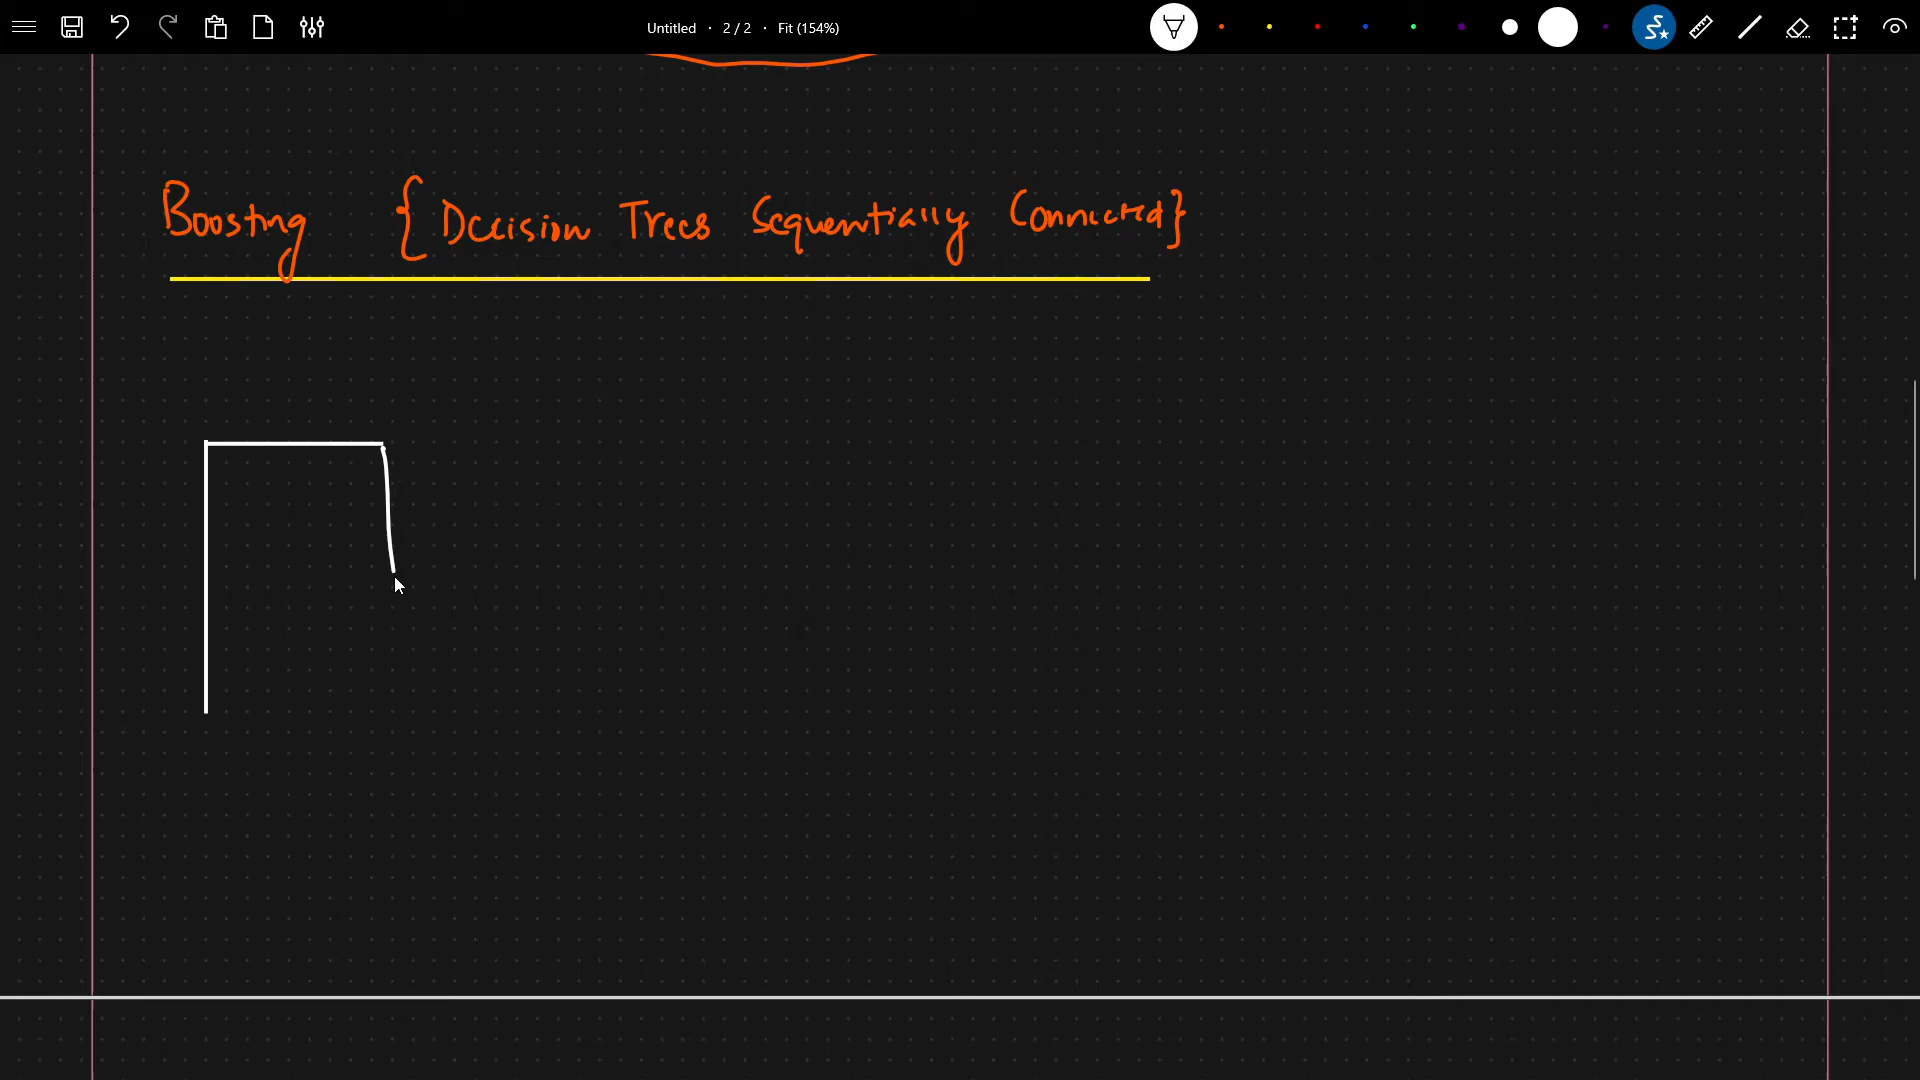 Untitled · 2 / 2 · Fit (154%)
Boosting { Decision Trees Sequentially Connected }